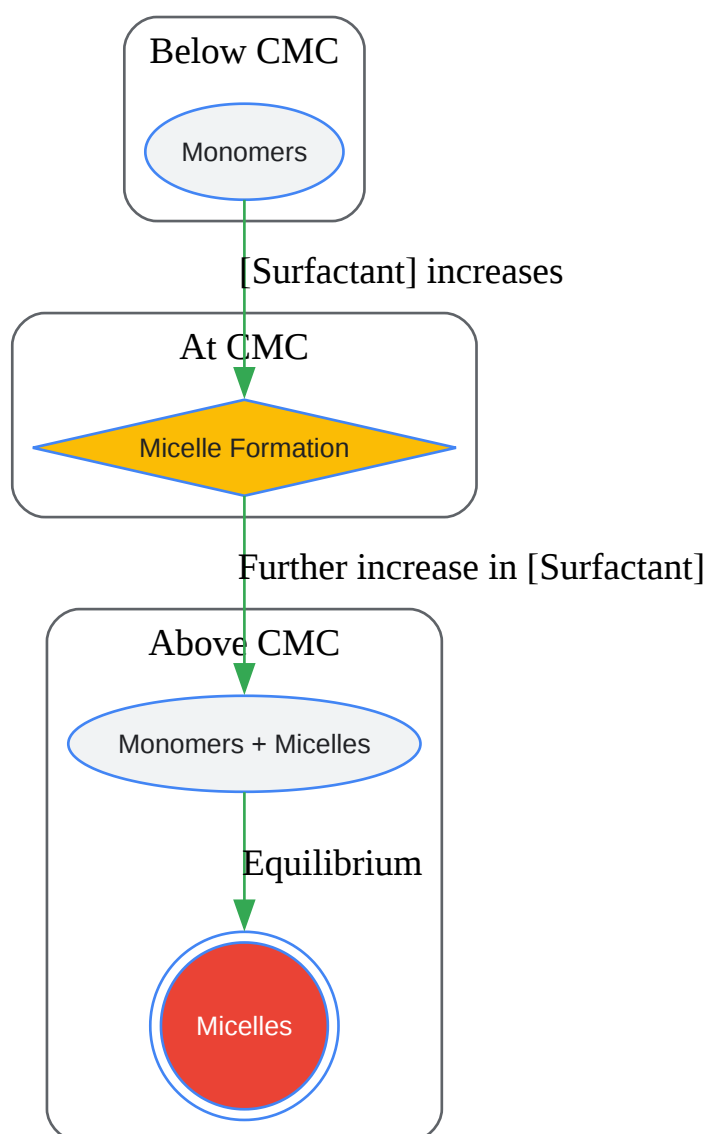 Below CMC
Monomers
[Surfactant] increases
At CMC
Micelle Formation
Further increase in [Surfactant]
Above CMC
Monomers + Micelles
Equilibrium
Micelles